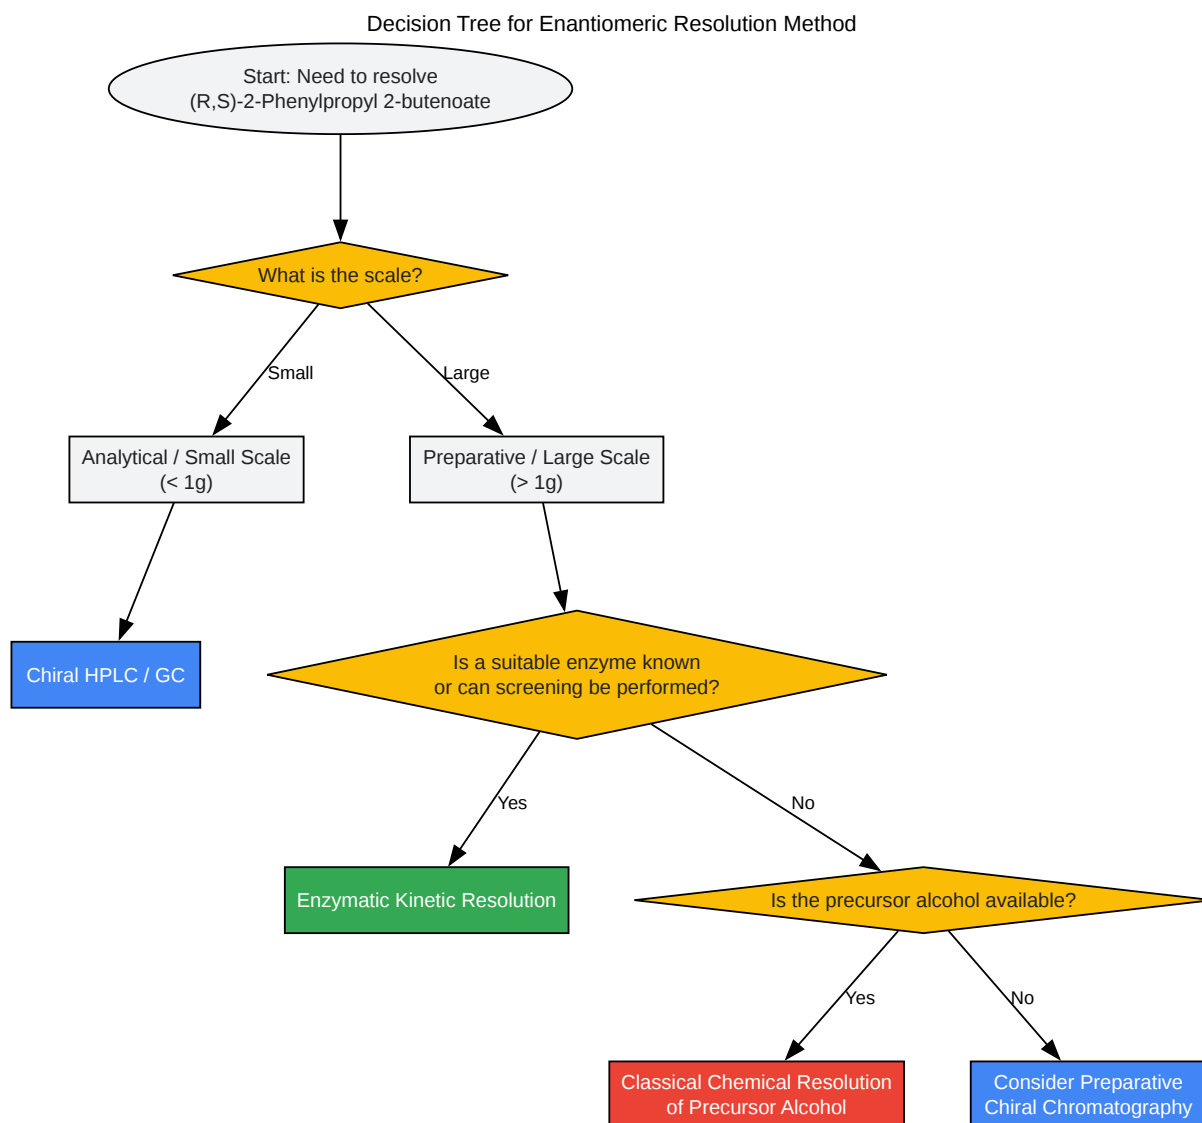 Decision Tree for Enantiomeric Resolution Method
Start: Need to resolve
(R,S)-2-Phenylpropyl 2-butenoate
What is the scale?
Small
Large
Analytical / Small Scale
(< 1g)
Preparative / Large Scale
(> 1g)
Chiral HPLC / GC
Is a suitable enzyme known
or can screening be performed?
Yes
No
Enzymatic Kinetic Resolution
Is the precursor alcohol available?
Yes
No
Classical Chemical Resolution
of Precursor Alcohol
Consider Preparative
Chiral Chromatography